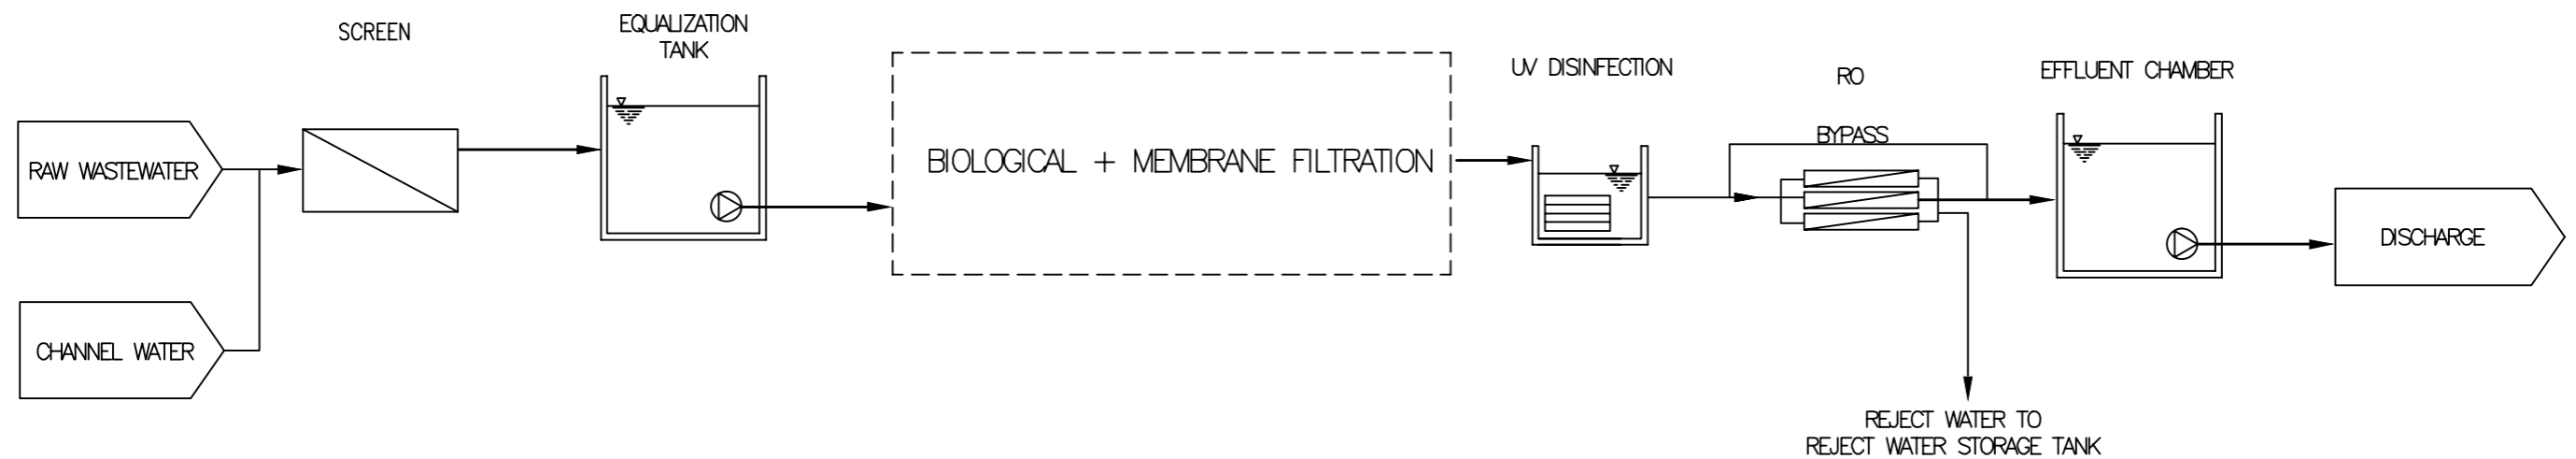 SCREEN
EQUALIZATION
TANK
UV DISINFECTION
RO
EFFLUENT CHAMBER
BYPASS
RAW WASTEWATER
BIOLOGICAL + MEMBRANE FILTRATION
DISCHARGE
CHANNEL WATER
REJECT WATER TO
REJECT WATER STORAGE TANK